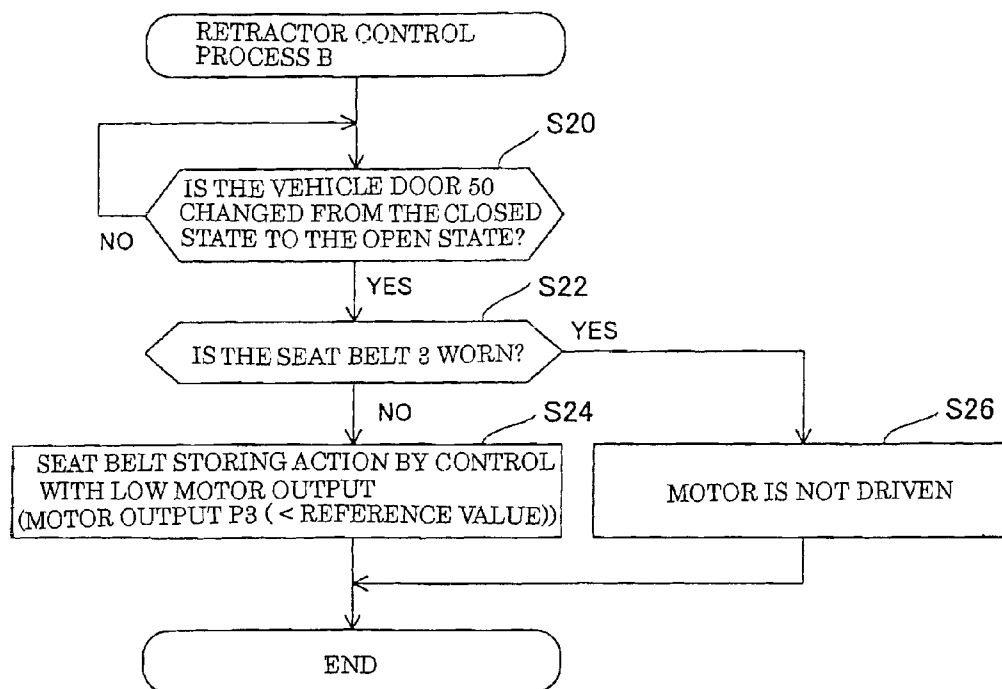 RETRACTOR CONTROL
PROCESS B
S20
IS THE VEHICLE DOOR 50
CHANGED FROM THE CLOSED
STATE TO THE OPEN STATE?
NO
YES
S22
IS THE SEAT BELT 3 WORN?
YES
NO
S24
SEAT BELT STORING ACTION BY CONTROL
WITH LOW MOTOR OUTPUT
(MOTOR OUTPUT P3 ( < REFERENCE VALUE))
S26
MOTOR IS NOT DRIVEN
END